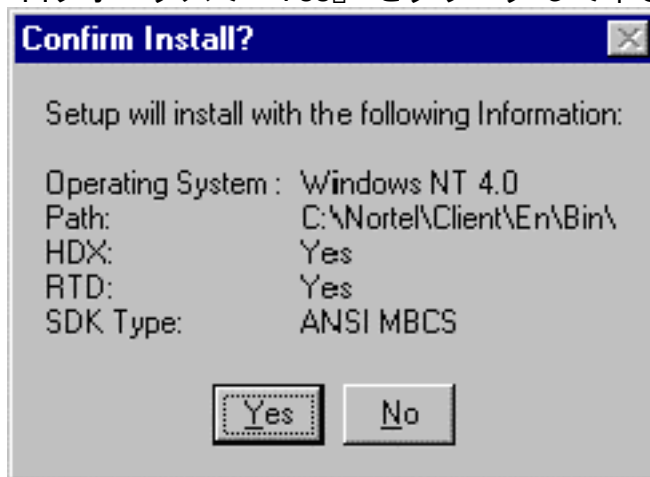 Confirm Install?
Setup will install with the following Information:
Operating System : Windows NT 4.0
Path: C:\Nortel\Client\En\Bin\
HDX: Yes
RTD: Yes
SDK Type: ANSI MBCS
Yes No